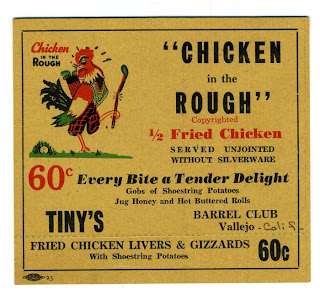 Chicken
IN THE
ROUGH
"CHICKEN
in the
ROUGH"
Copyrighted
½ Fried Chicken
SERVED UNJOINTED
WITHOUT SILVERWARE
60c Every Bite a Tender Delight
Gobs of Shoestring Potatoes
Jug Honey and Hot Buttered Rolls
TINY'S
BARREL CLUB
Vallejo - Calif -
FRIED CHICKEN LIVERS & GIZZARDS 60c
With Shoestring Potatoes
23